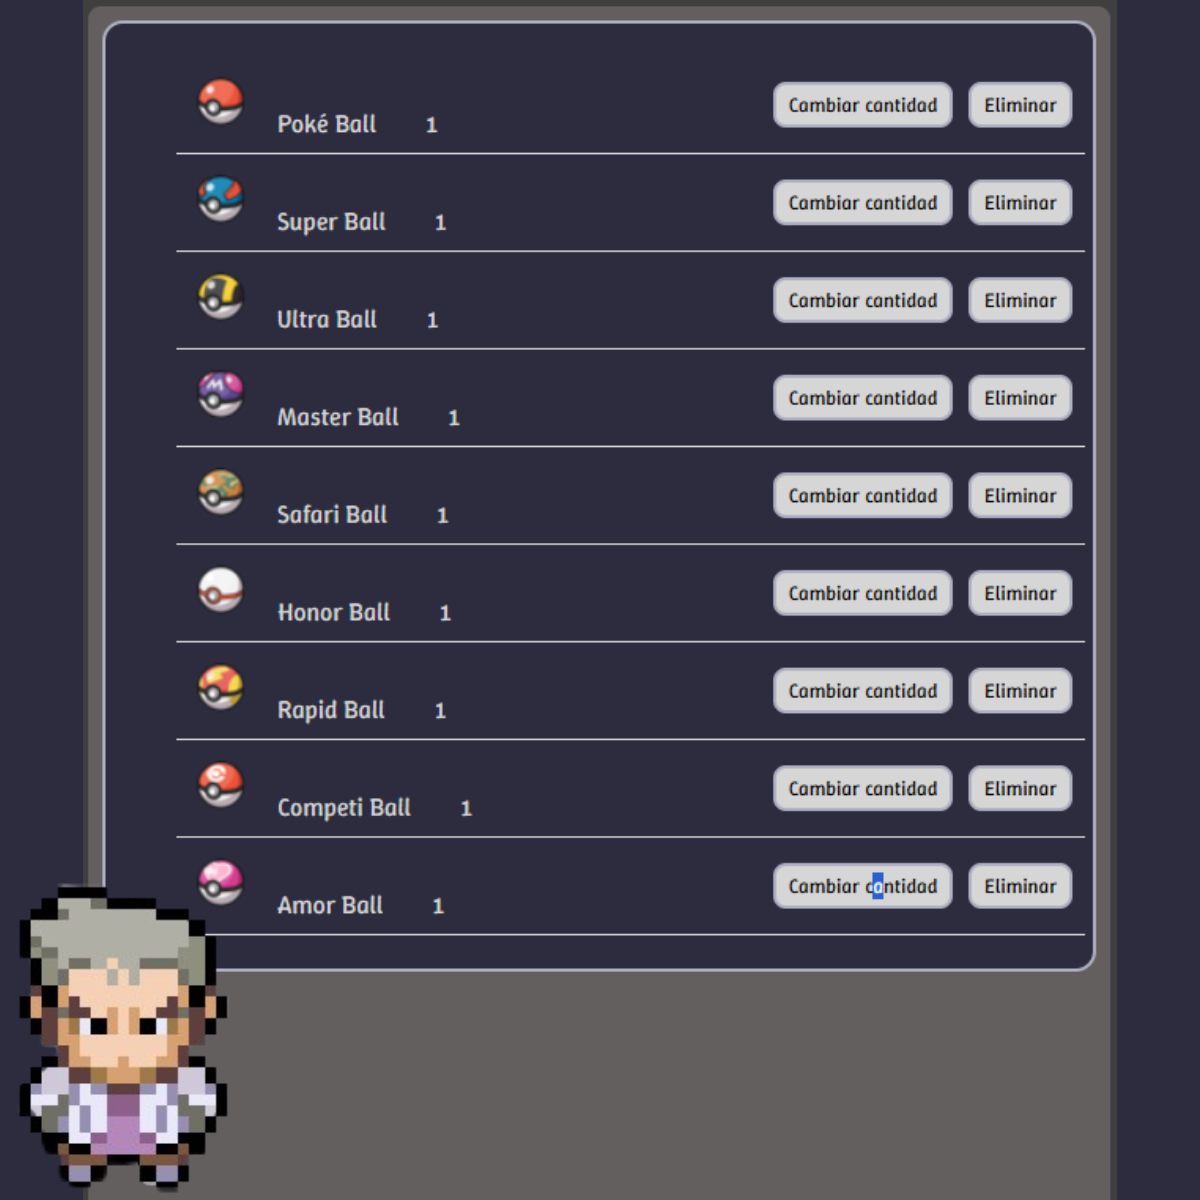 Poké Ball 1 Cambiar cantidad Eliminar
Super Ball 1 Cambiar cantidad Eliminar
Ultra Ball 1 Cambiar cantidad Eliminar
M
Master Ball 1 Cambiar cantidad Eliminar
Safari Ball 1 Cambiar cantidad Eliminar
Honor Ball 1 Cambiar cantidad Eliminar
Rapid Ball 1 Cambiar cantidad Eliminar
Competi Ball 1 Cambiar cantidad Eliminar
Amor Ball 1 Cambiar cantidad Eliminar